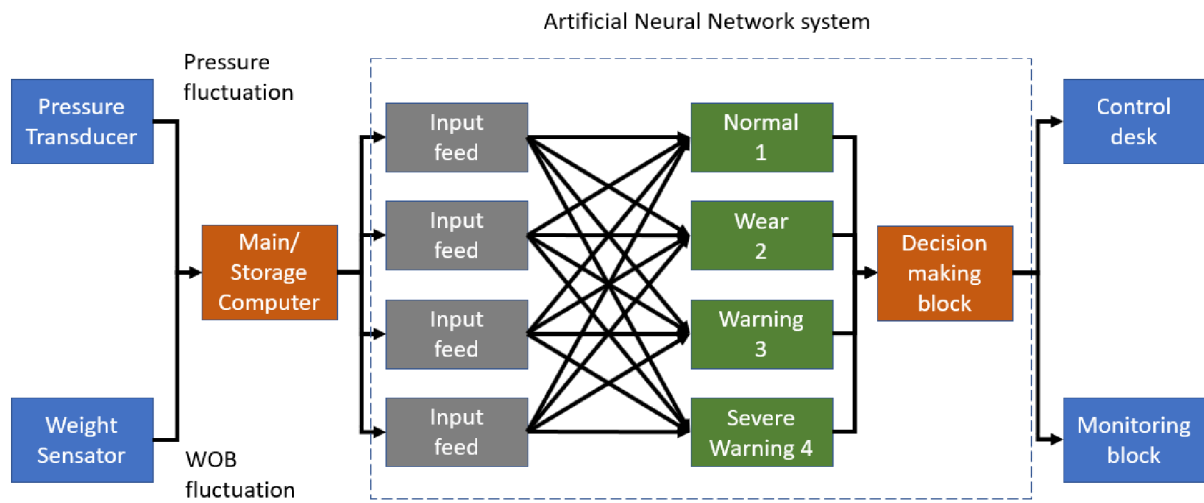 Artificial Neural Network system
Pressure
fluctuation
Pressure
Transducer
Weight
Sensator
WOB
fluctuation
Main/
Storage
Computer
Input
feed
Input
feed
Input
feed
Input
feed
Normal
1
Wear
2
Warning
3
Severe
Warning 4
Decision
making
block
Control
desk
Monitoring
block